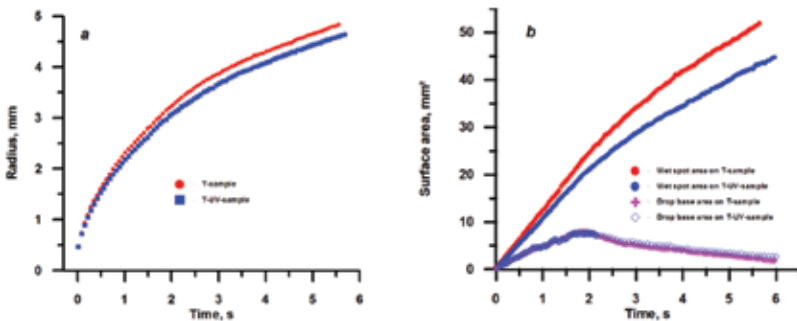 a
5
4
3
2
1
0
0 1 2 3 4 5 6
Radius, mm
Time, s
T-sample
T-UV-sample
b
50
40
30
20
10
0
0 1 2 3 4 5 6
Surface area, mm²
Time, s
Wet spot area on T-sample
Wet spot area on T-UV-sample
Drop base area on T-sample
Drop base area on T-UV-sample